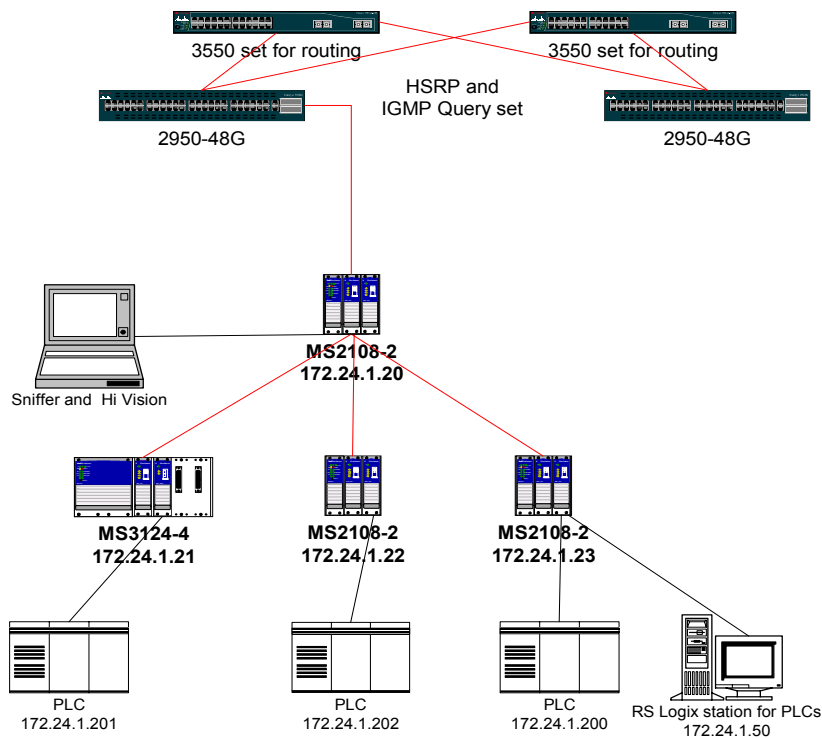 3550 set for routing
3550 set for routing
HSRP and
IGMP Query set
2950-48G
2950-48G
MS2108-2
172.24.1.20
Sniffer and Hi Vision
MS3124-4
172.24.1.21
MS2108-2
172.24.1.22
MS2108-2
172.24.1.23
PLC
172.24.1.201
PLC
172.24.1.202
PLC
172.24.1.200
RS Logix station for PLCs
172.24.1.50